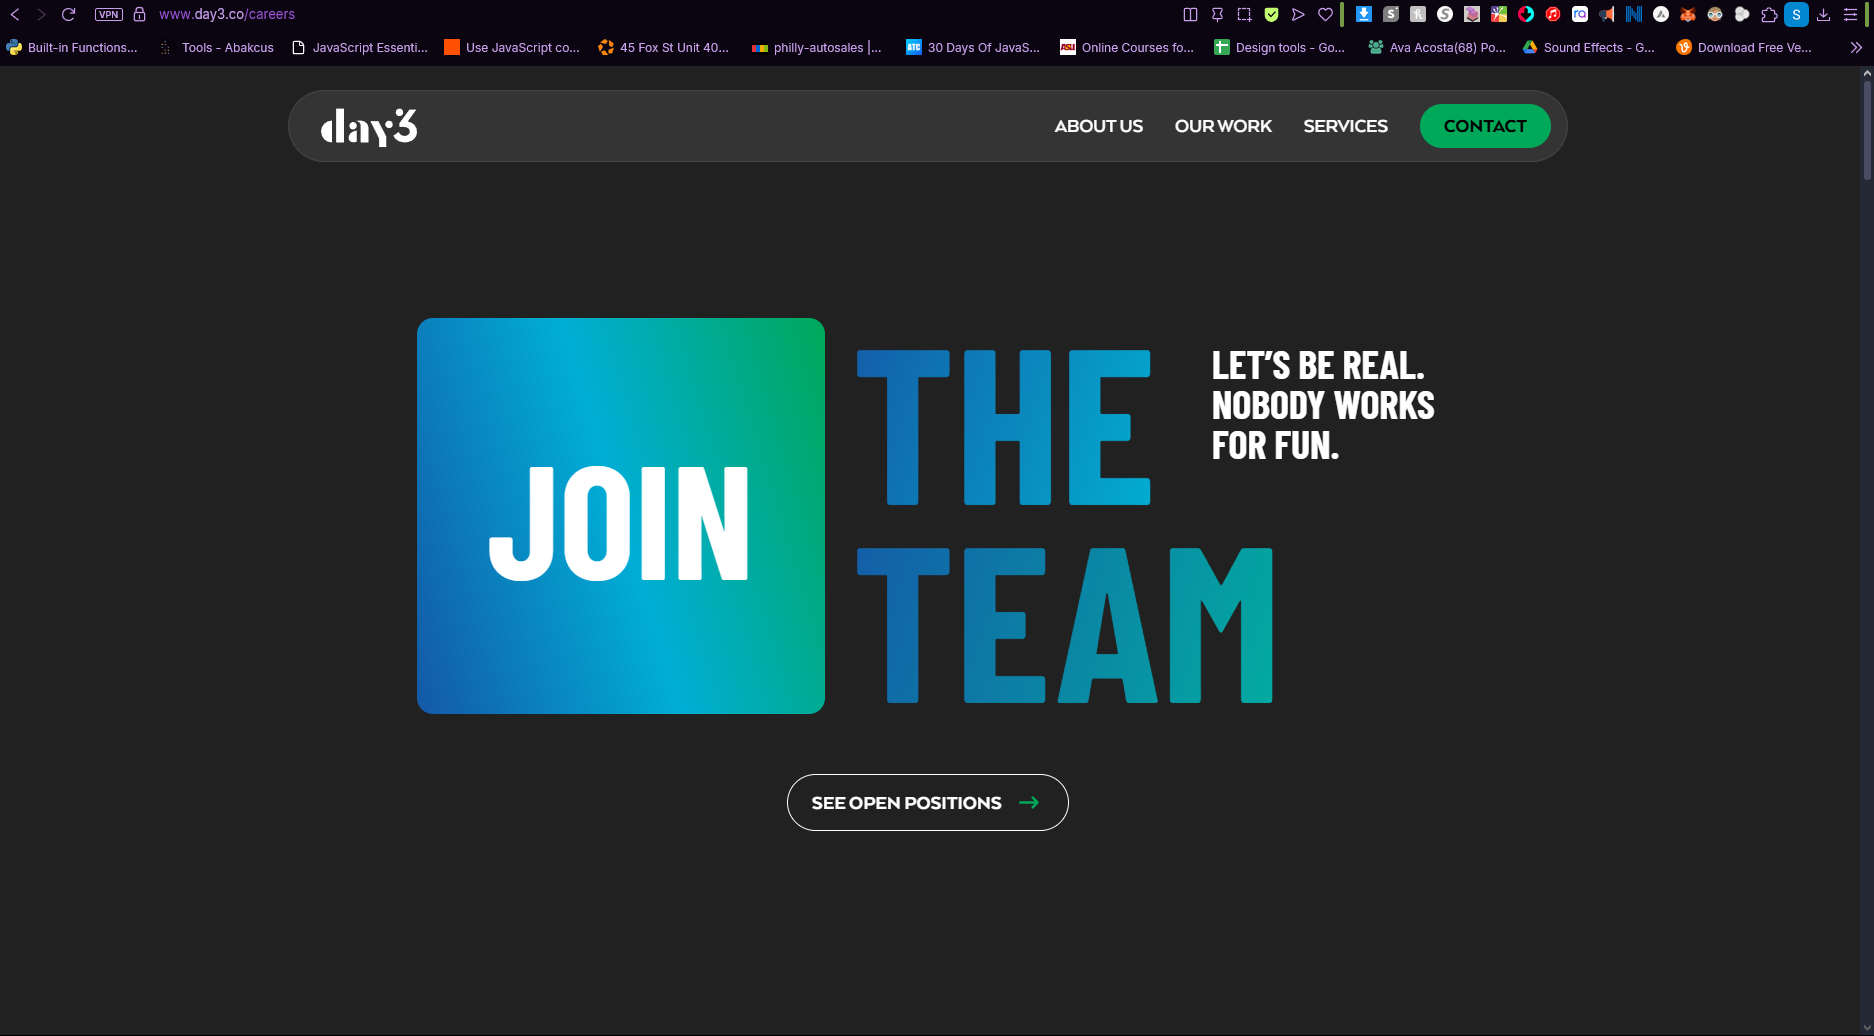 VPN
www.day3.co/careers
S
Built-in Functions...
Tools - Abakcus
JavaScript Essenti...
Use JavaScript co...
45 Fox St Unit 40...
philly-autosales |...
ATC
30 Days Of JavaS...
ASU
Online Courses fo...
Design tools - Go...
Ava Acosta(68) Po...
Sound Effects - G...
Download Free Ve...
day3
ABOUT US
OUR WORK
SERVICES
CONTACT
JOIN
THE
TEAM
LET’S BE REAL.
NOBODY WORKS
FOR FUN.
SEE OPEN POSITIONS